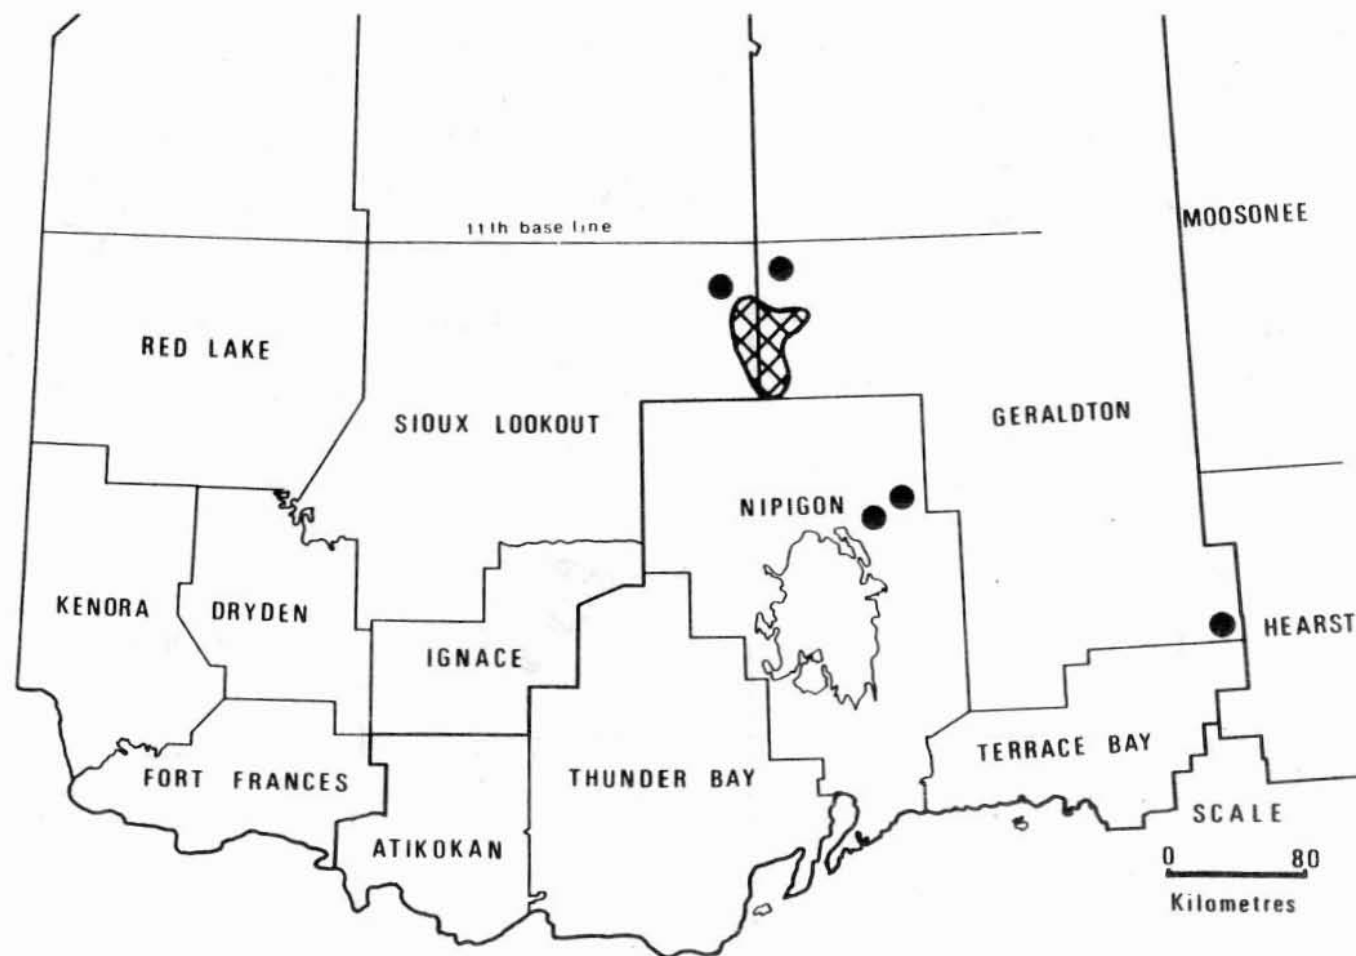 11th base line
MOOSONEE
RED LAKE
SIOUX LOOKOUT
GERALDTON
NIPIGON
KENORA
DRYDEN
IGNACE
HEARST
FORT FRANCES
THUNDER BAY
TERRACE BAY
ATIKOKAN
SCALE
0 80
Kilometres